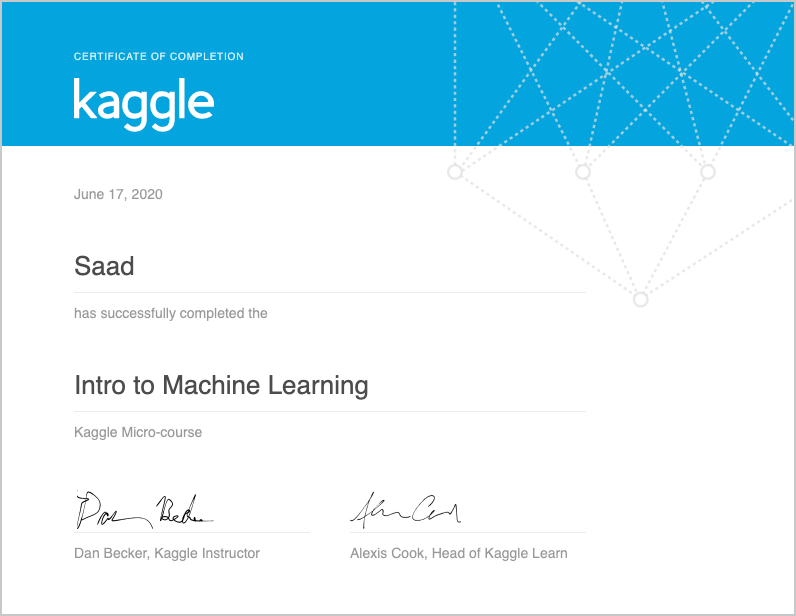 CERTIFICATE OF COMPLETION
kaggle
June 17, 2020
Saad
has successfully completed the
Intro to Machine Learning
Kaggle Micro-course
Dan Becker
Alexis Cook
Dan Becker, Kaggle Instructor
Alexis Cook, Head of Kaggle Learn